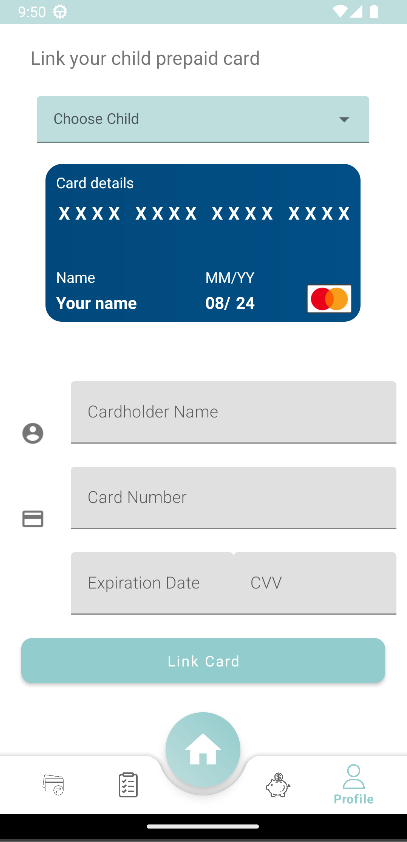 9:50
Link your child prepaid card
Choose Child
Card details
XXXX XXXX XXXX XXXX
Name MM/YY
Your name 08/ 24
Cardholder Name
Card Number
Expiration Date CVV
Link Card
Profile